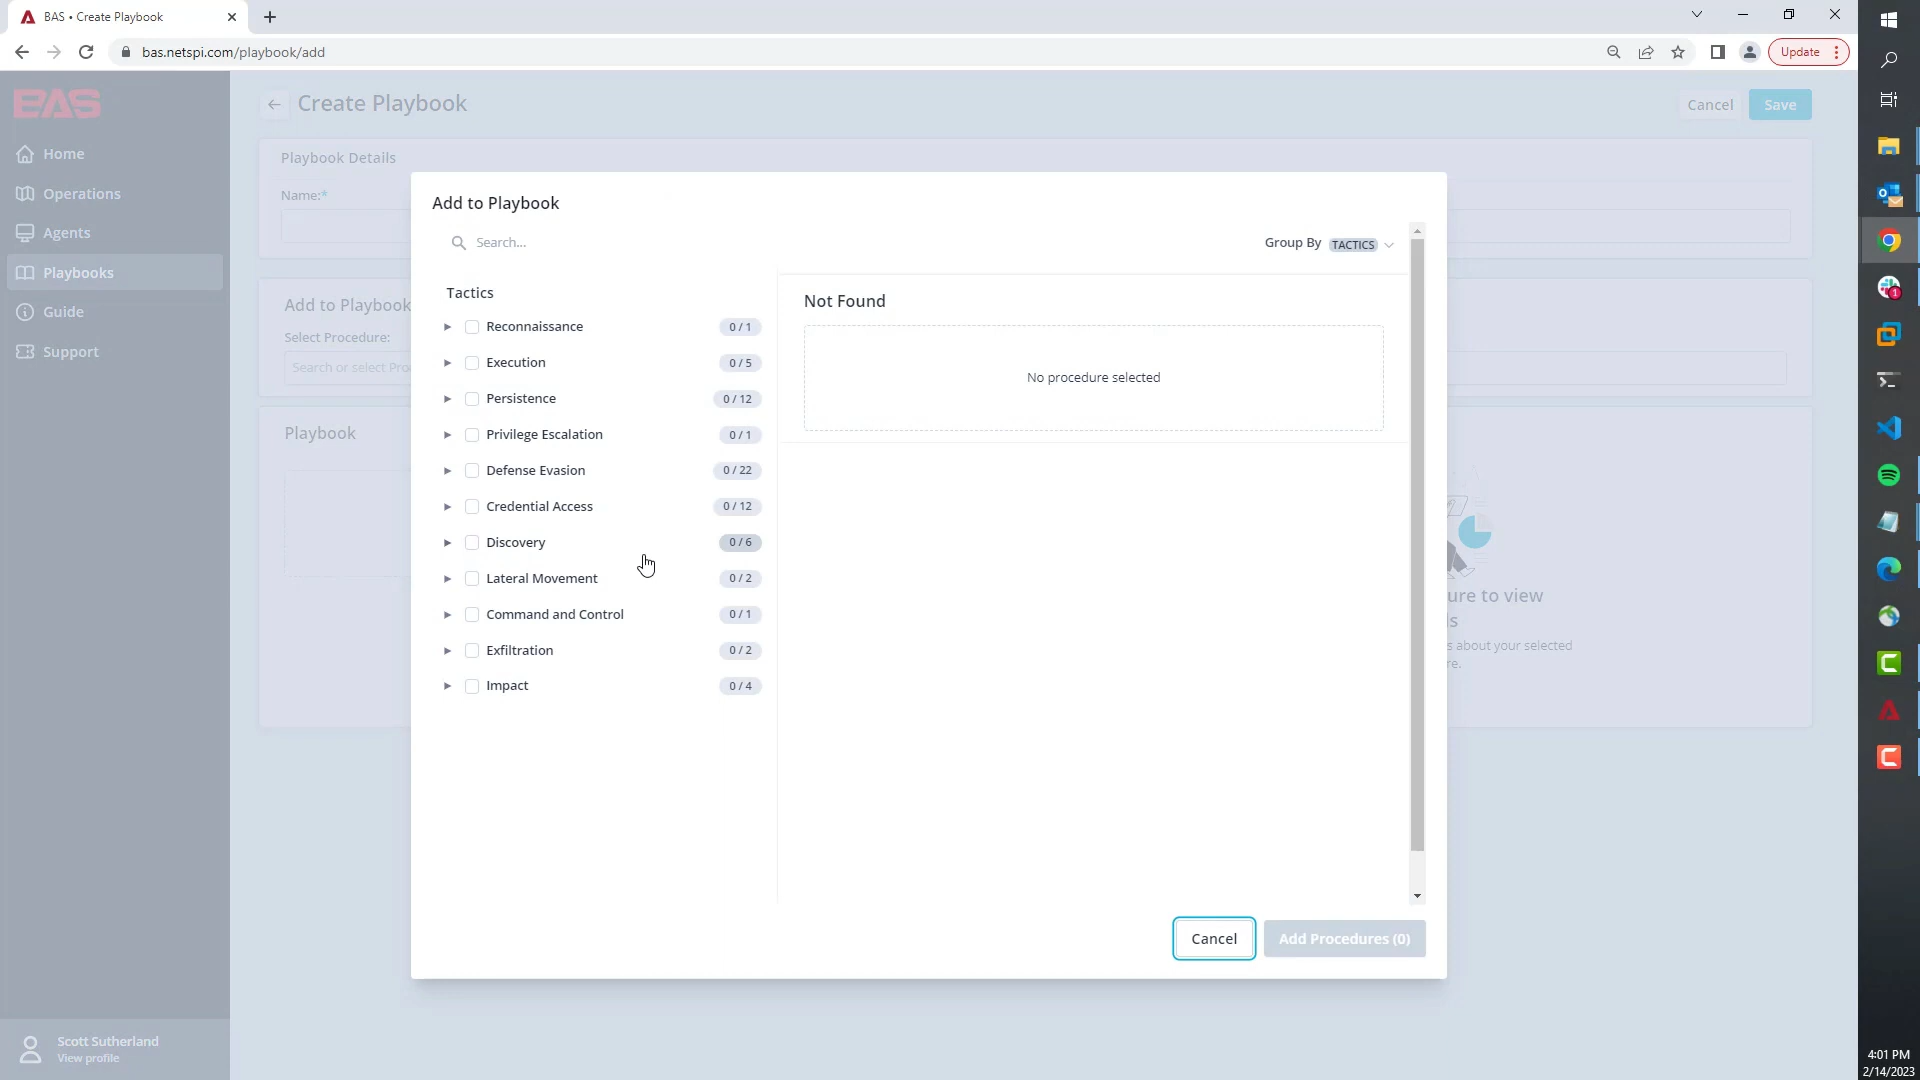 BAS • Create Playbook
bas.netspi.com/playbook/add
Update
BAS
Create Playbook
Cancel
Save
Home
Operations
Agents
Playbooks
Guide
Support
Playbook Details
Name:*
Add to Playbook
Select Procedure:
Search or select Pro
Playbook
Add to Playbook
Search...
Group By TACTICS
Tactics
Reconnaissance 0 / 1
Execution 0 / 5
Persistence 0 / 12
Privilege Escalation 0 / 1
Defense Evasion 0 / 22
Credential Access 0 / 12
Discovery 0 / 6
Lateral Movement 0 / 2
Command and Control 0 / 1
Exfiltration 0 / 2
Impact 0 / 4
Not Found
No procedure selected
ure to view
ls
s about your selected
re.
Cancel
Add Procedures (0)
Scott Sutherland
View profile
1
4:01 PM
2/14/2023